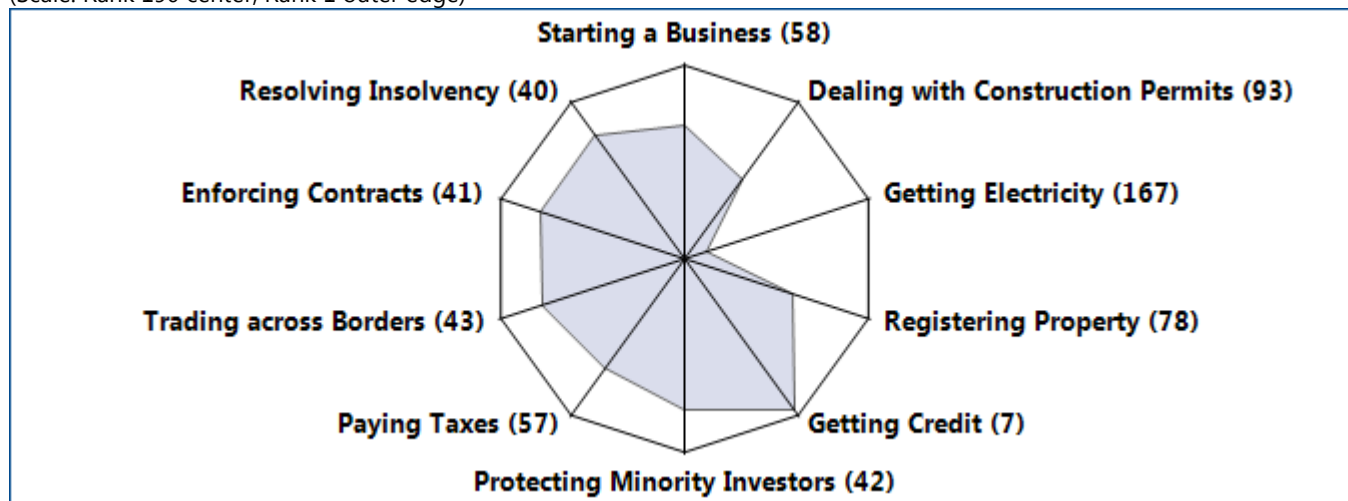 (Scale: Rank 190 center, Rank 1 outer edge)
Starting a Business (58)
Resolving Insolvency (40)
Dealing with Construction Permits (93)
Enforcing Contracts (41)
Getting Electricity (167)
Trading across Borders (43)
Registering Property (78)
Paying Taxes (57)
Getting Credit (7)
Protecting Minority Investors (42)